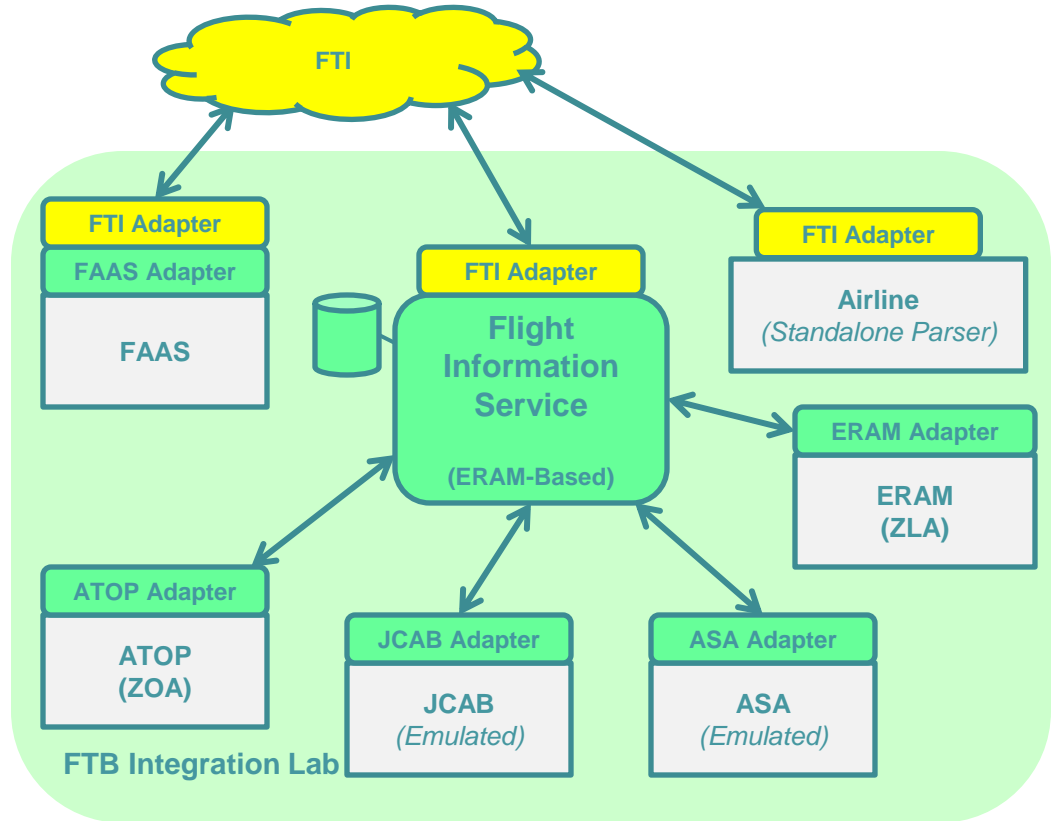 FTI
FTI Adapter
FAAS Adapter
FAAS
FTI Adapter
Flight
Information
Service
(ERAM-Based)
FTI Adapter
Airline
(Standalone Parser)
ERAM Adapter
ERAM
(ZLA)
ATOP Adapter
ATOP
(ZOA)
JCAB Adapter
JCAB
(Emulated)
ASA Adapter
ASA
(Emulated)
FTB Integration Lab